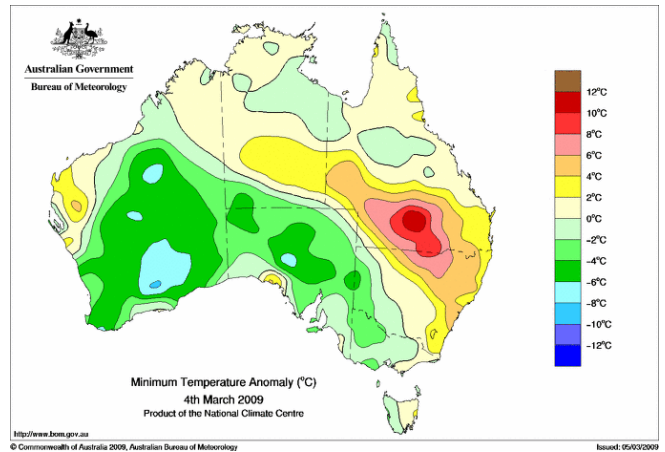 Australian Government
Bureau of Meteorology
12°C
10°C
8°C
6°C
4°C
2°C
0°C
-2°C
-4°C
-6°C
-8°C
-10°C
-12°C
Minimum Temperature Anomaly (°C)
4th March 2009
Product of the National Climate Centre
http://www.bom.gov.au
© Commonwealth of Australia 2009, Australian Bureau of Meteorology
Issued: 05/03/2009